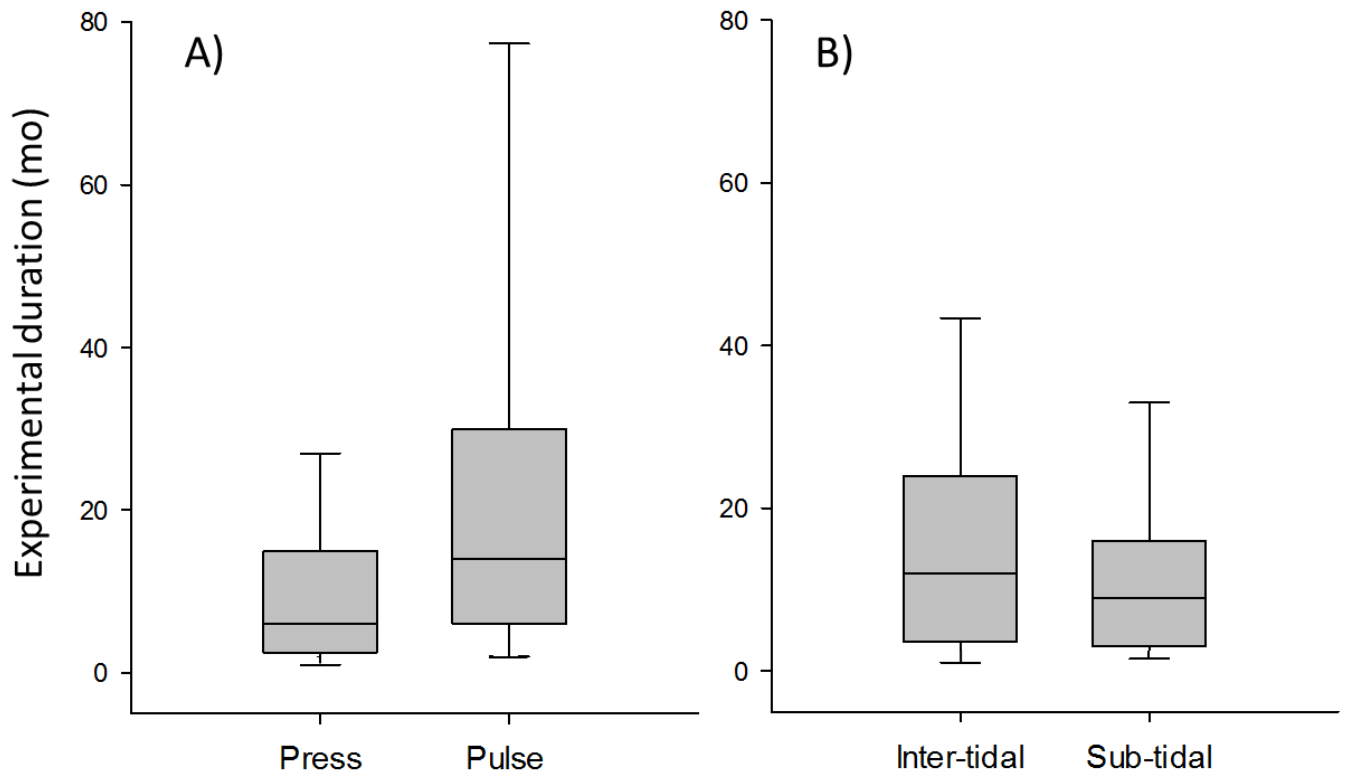 A)
Experimental duration (mo)
80
60
40
20
0
Press Pulse
B)
80
60
40
20
0
Inter-tidal Sub-tidal